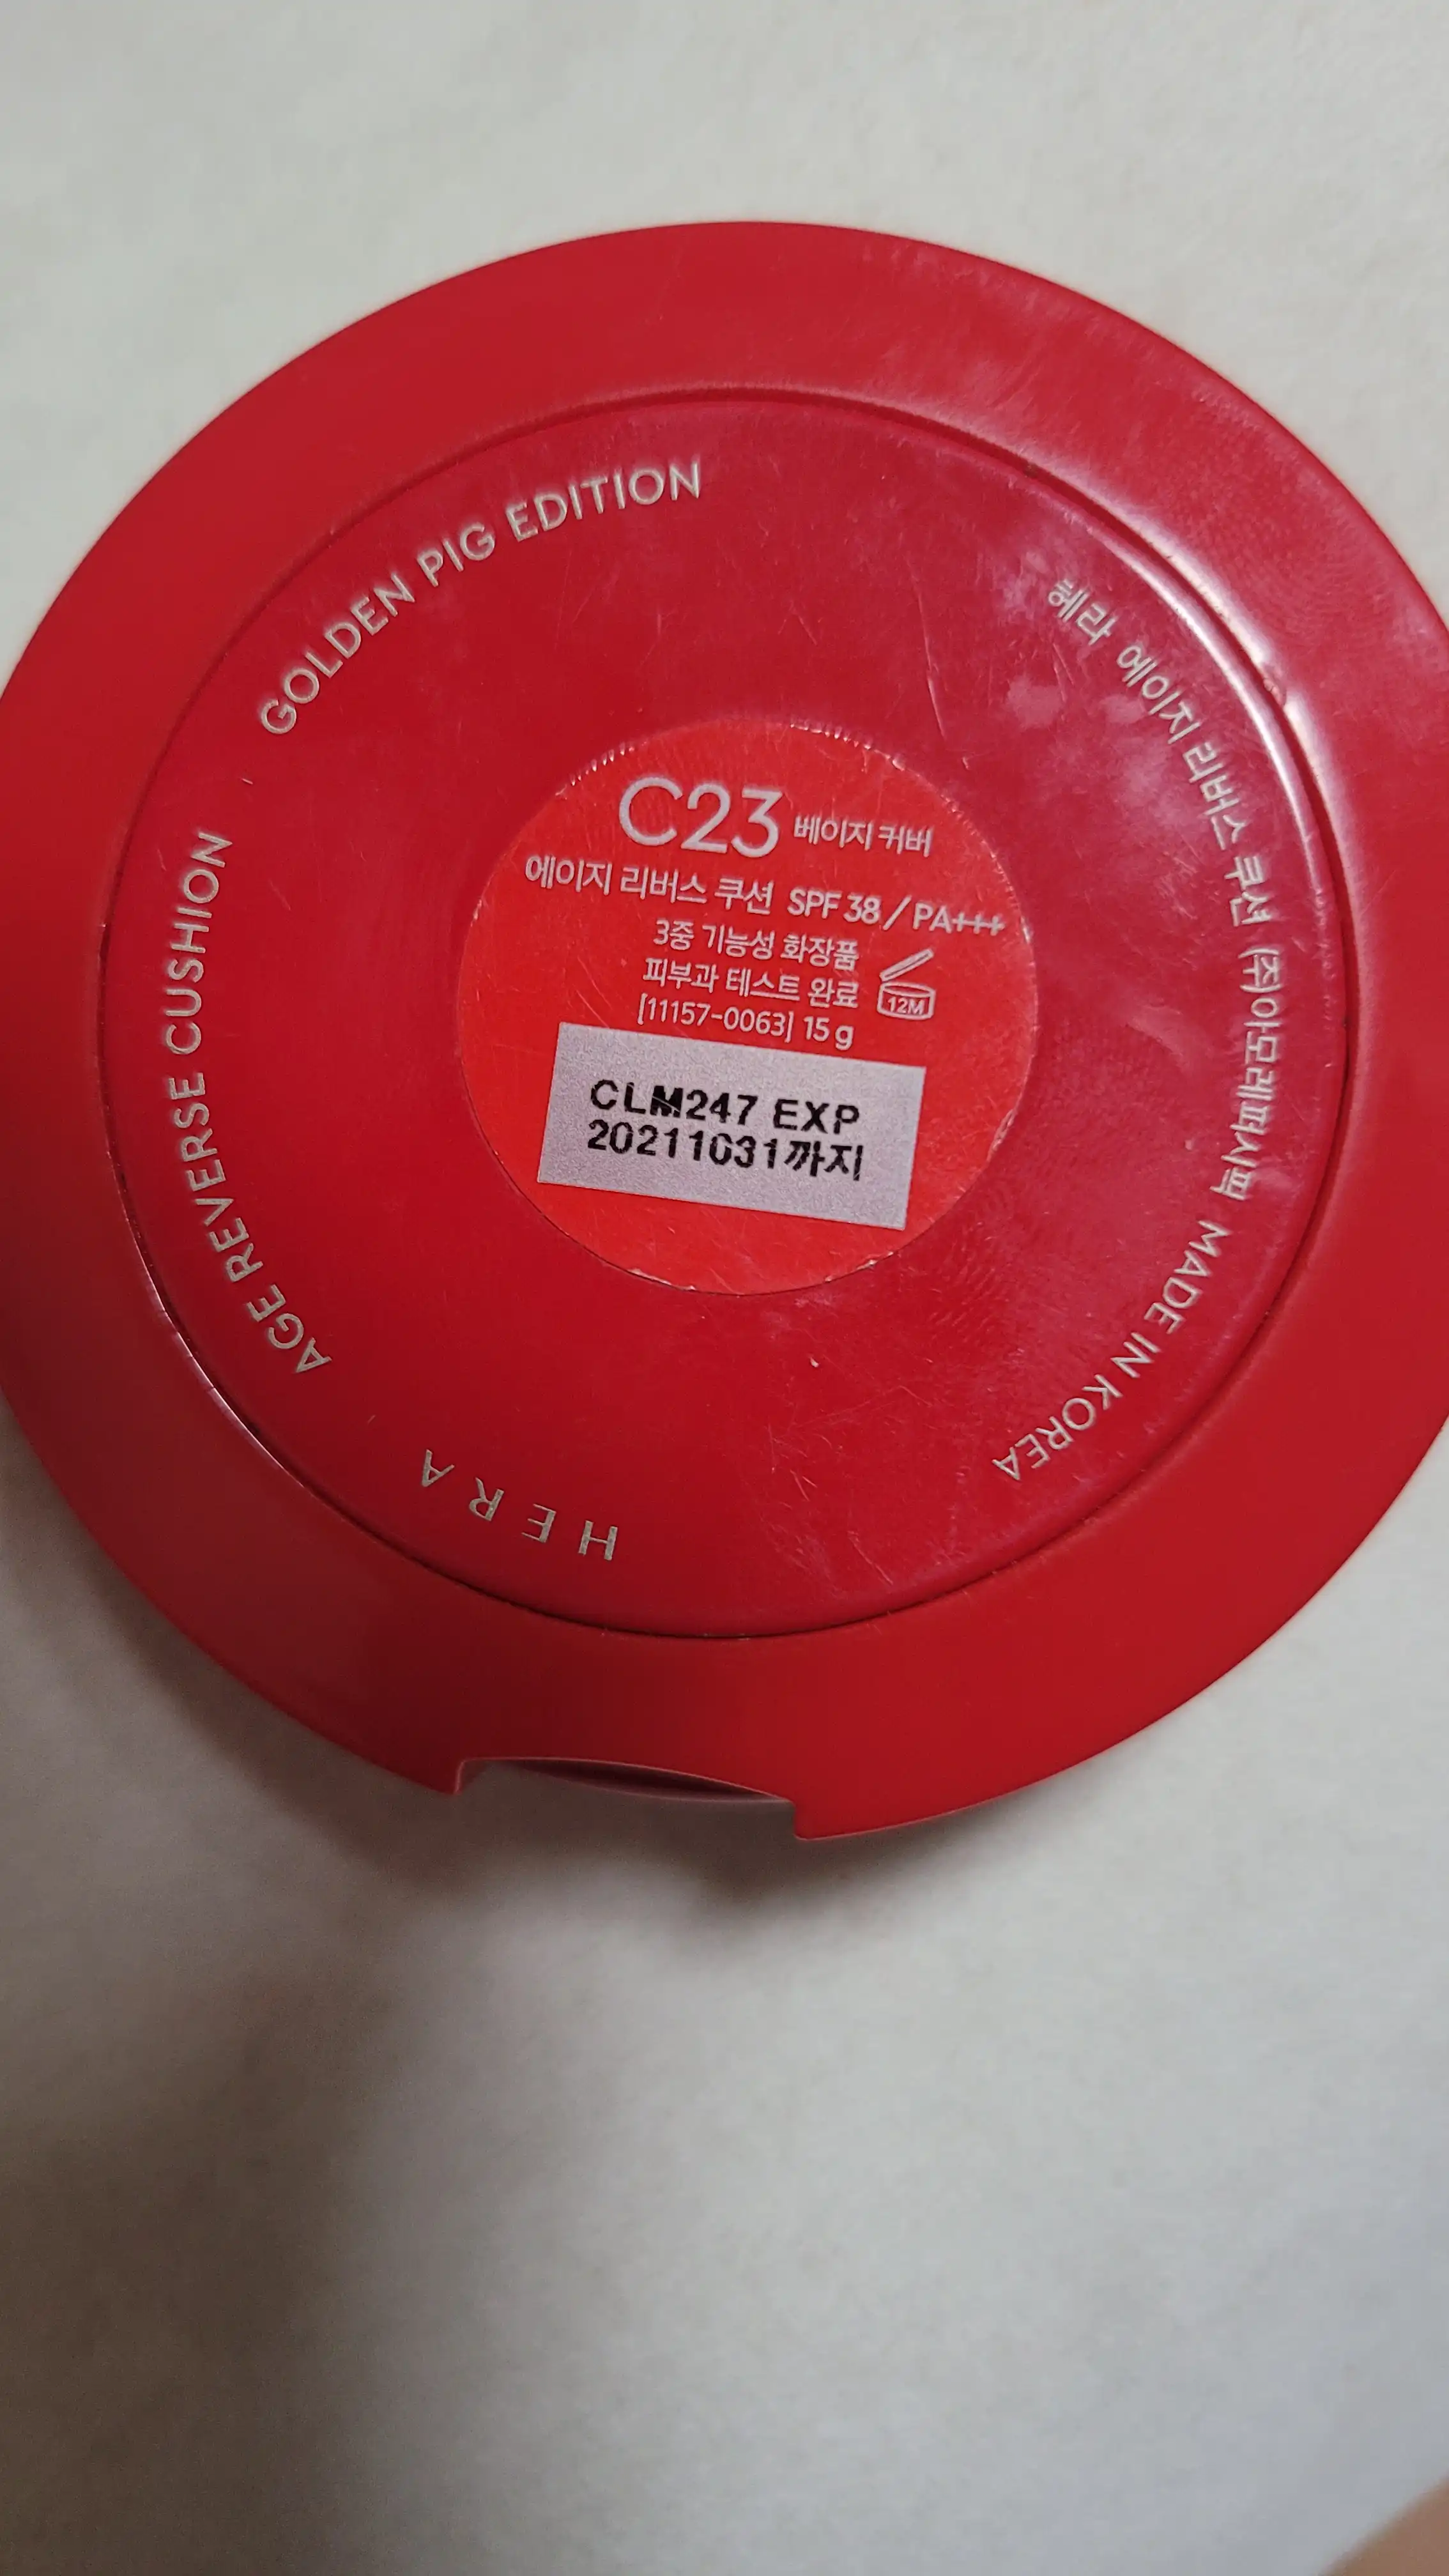 GOLDEN PIG EDITION
헤라 에이지 리버스 쿠션 (주)아모레퍼시픽 MADE IN KOREA
AGE REVERSE CUSHION
HERA
C23 베이지 커버
에이지 리버스 쿠션 SPF 38/PA+++
3중 기능성 화장품
피부과 테스트 완료
12M
[11157-0063] 15 g
CLM247 EXP
20211031까지